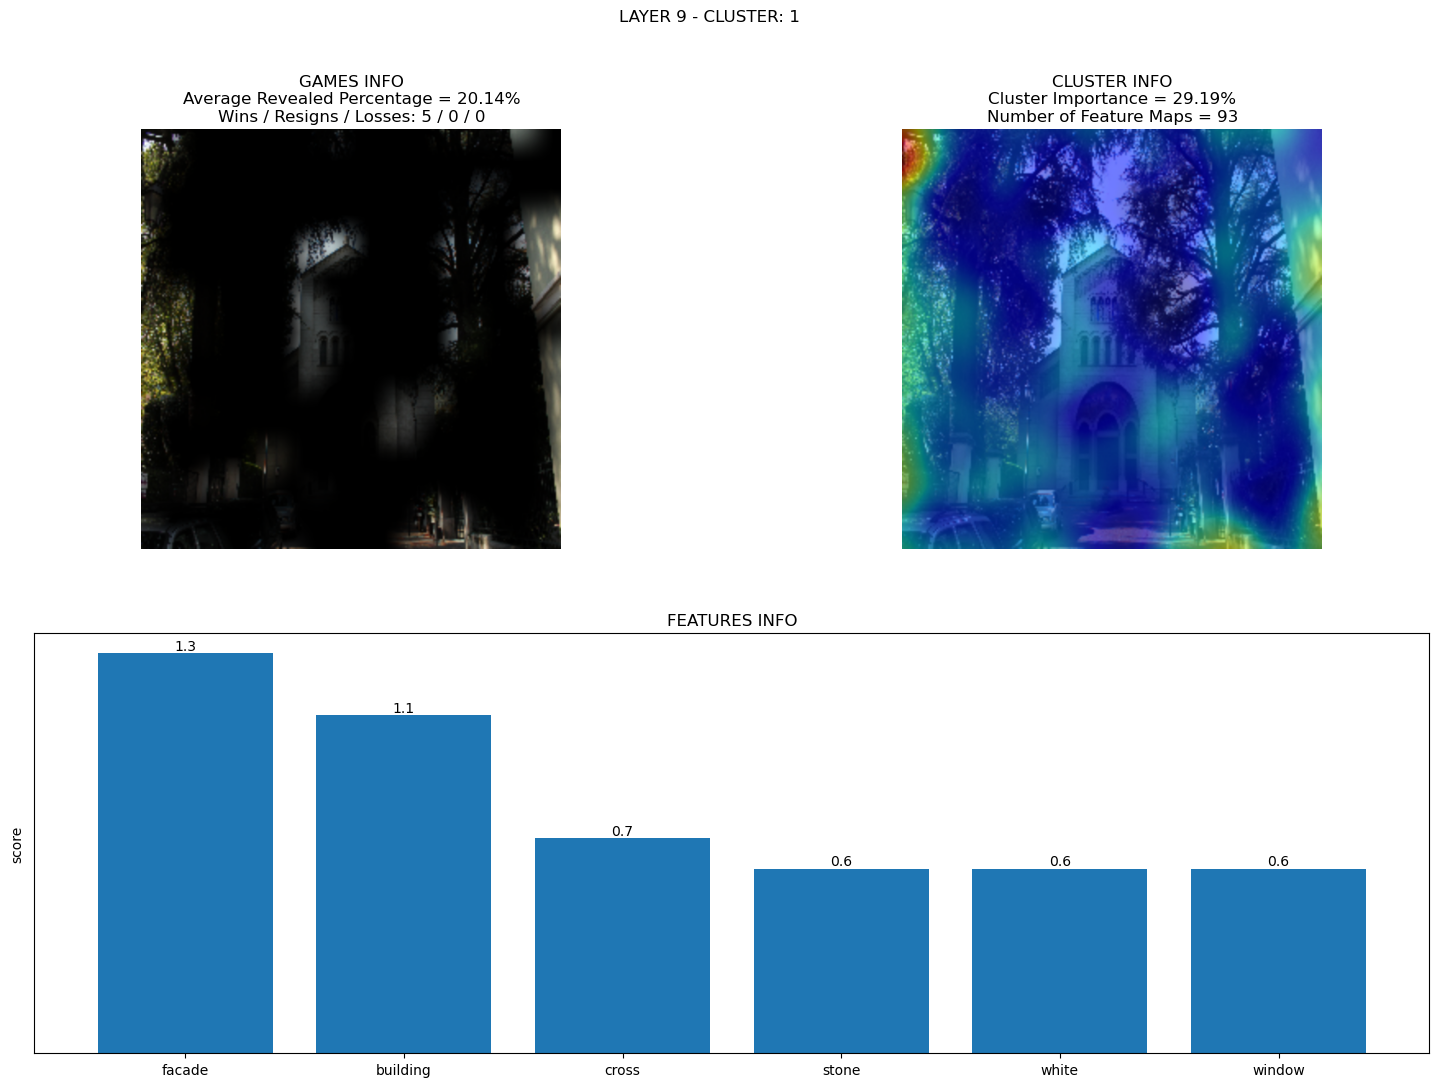 LAYER 9 - CLUSTER: 1
GAMES INFO
Average Revealed Percentage = 20.14%
Wins / Resigns / Losses: 5 / 0 / 0
CLUSTER INFO
Cluster Importance = 29.19%
Number of Feature Maps = 93
FEATURES INFO
score
1.3
1.1
0.7
0.6
0.6
0.6
facade
building
cross
stone
white
window